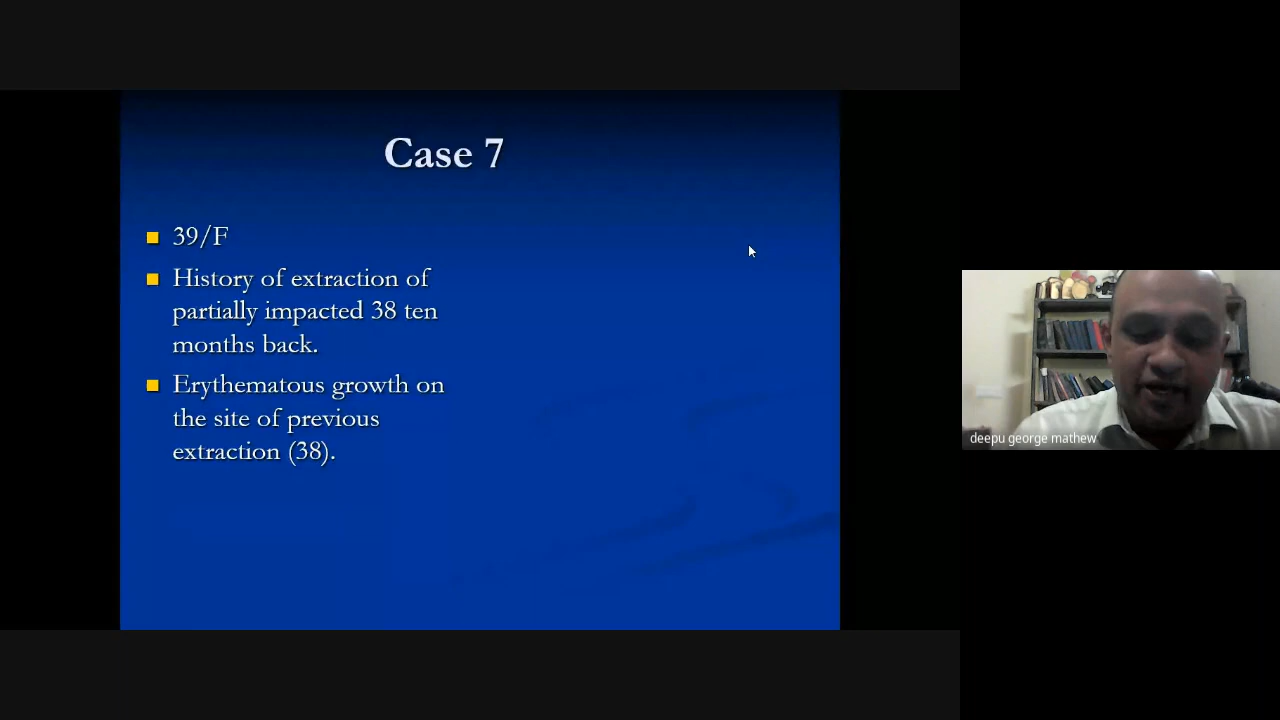 Case 7
39/F
History of extraction of
partially impacted 38 ten
months back.
Erythematous growth on
the site of previous
extraction (38).
deepu george mathew